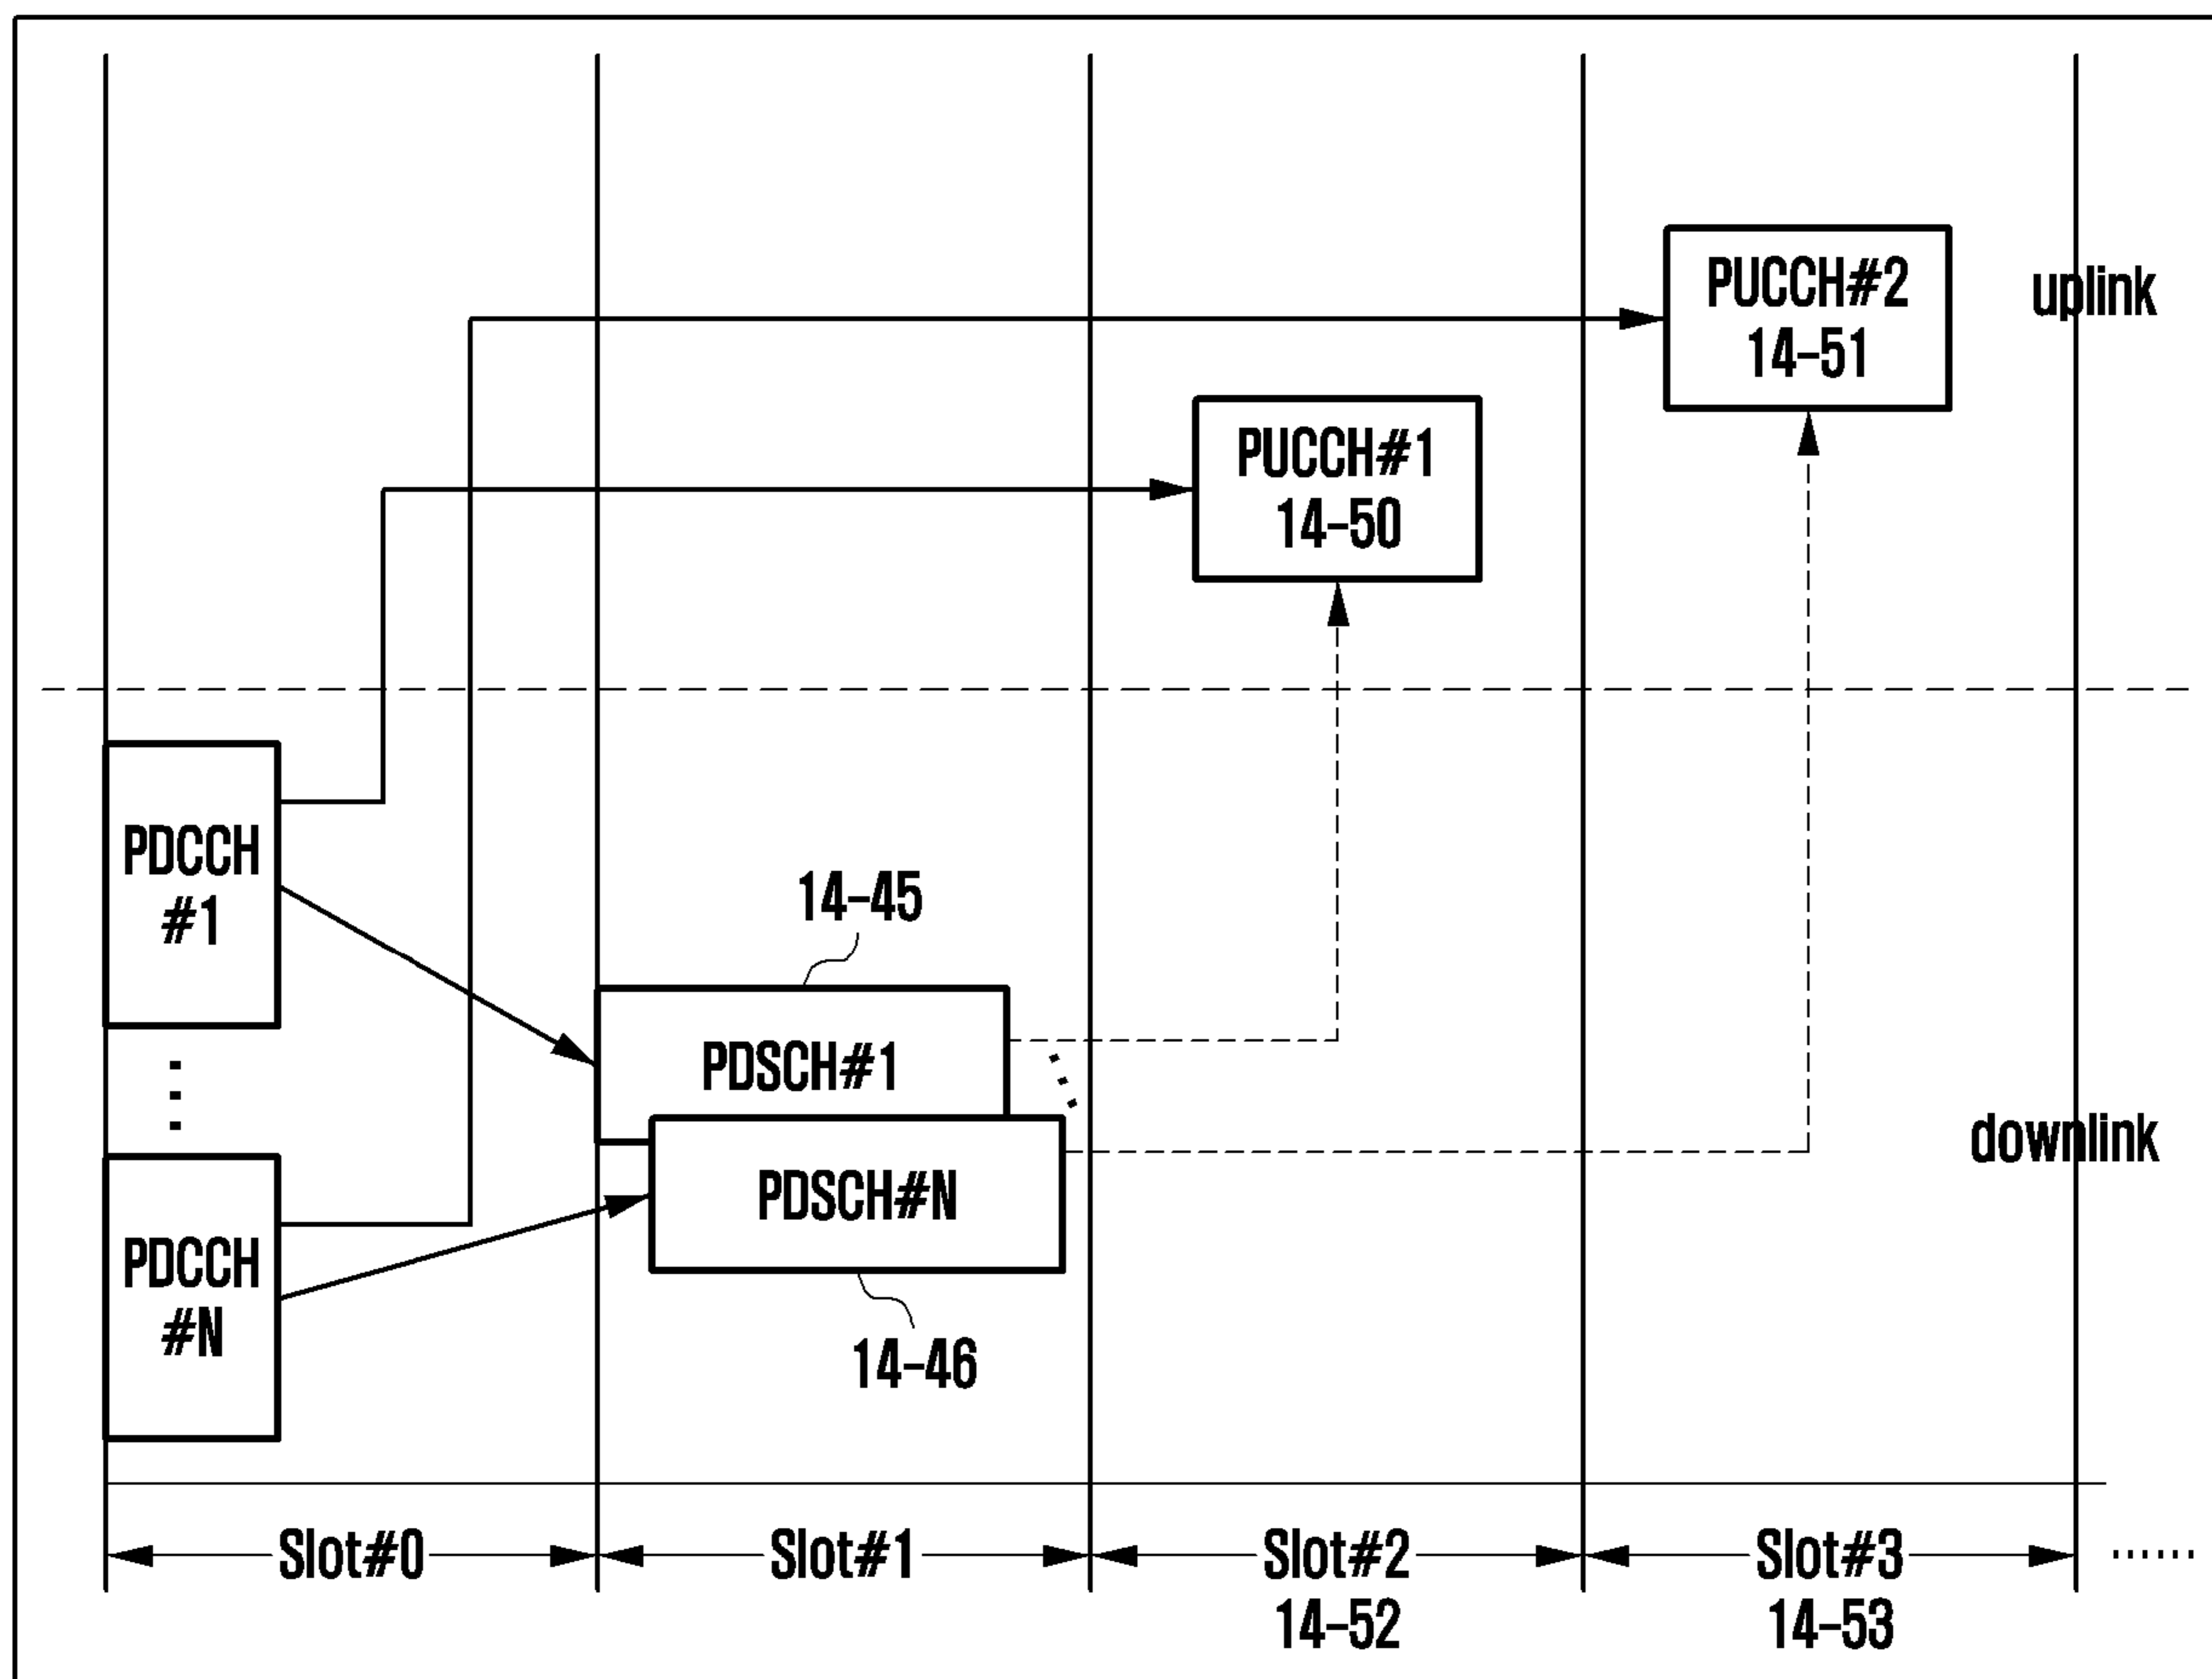 PUCCH#2
14-51
uplink
PUCCH#1
14-50
PDCCH
#1
14-45
PDSCH#1
downlink
PDSCH#N
PDCCH
#N
14-46
Slot#0
Slot#1
Slot#2
14-52
Slot#3
14-53